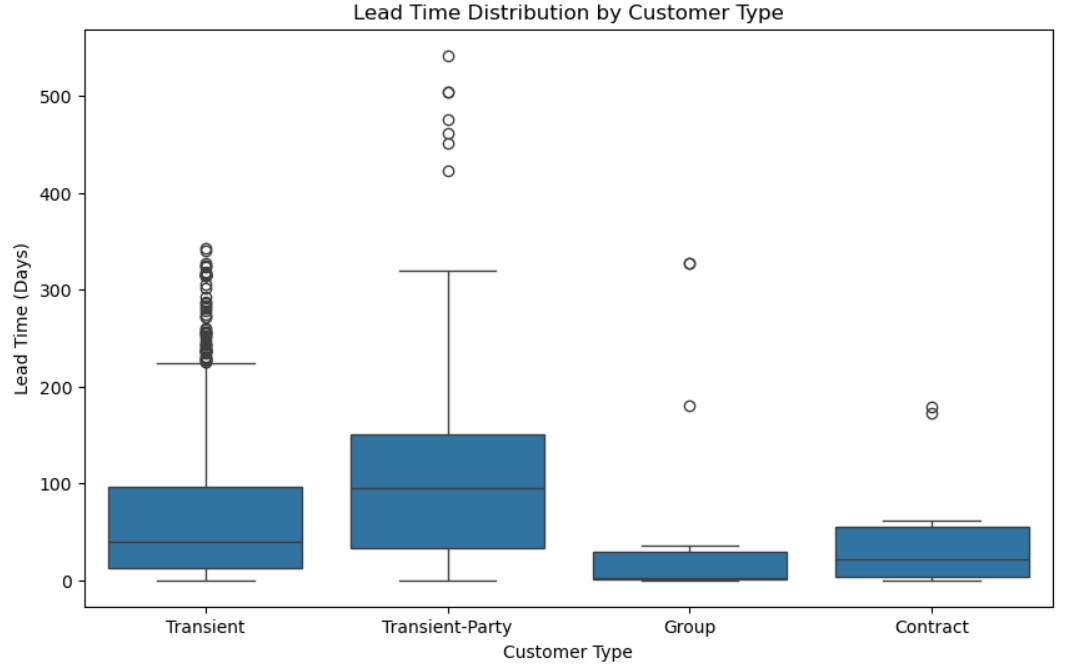 Lead Time Distribution by Customer Type
Lead Time (Days)
500
400
300
200
100
0
Transient Transient-Party Group Contract
Customer Type